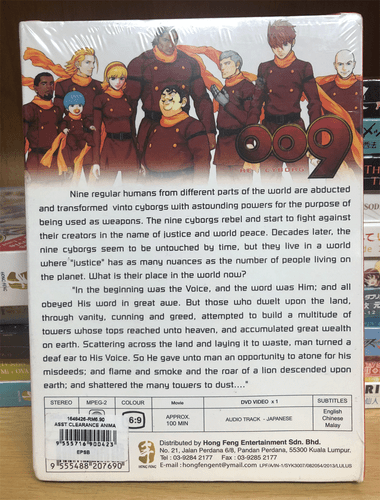 009
Nine regular humans from different parts of the world are abducted
and transformed vinto cyborgs with astounding powers for the purpose of
being used as weapons. The nine cyborgs rebel and start to fight against
their creators in the name of justice and world peace. Decades later, the
nine cyborgs seem to be untouched by time, but they live in a world
where "justice" has as many nuances as the number of people living on
the planet. What is their place in the world now?
"In the beginning was the Voice, and the word was Him; and all
obeyed His word in great awe. But those who dwelt upon the land,
through vanity, cunning and greed, attempted to build a multitude of
towers whose tops reached unto heaven, and accumulated great wealth
on earth. Scattering across the land and laying it to waste, man turned a
deaf ear to His Voice. So He gave unto man an opportunity to atone for his
misdeeds; and flame and smoke and the roar of a lion descended upon
earth; and shattered the many towers to dust...."
STEREO MPEG-2 COLOUR Movie DVD VIDEO x 1 SUBTITLES
6:9 APPROX. 100 MIN AUDIO TRACK - JAPANESE English
Chinese
Malay
ASST CLEARANCE ANIMA
9555716900423
EPSB
9 555488 207690
HONG FENG
Distributed by Hong Feng Entertainment Sdn. Bhd.
No. 21, Jalan Perdana 6/8, Pandan Perdana, 55300 Kuala Lumpur.
Tel : 03-9284 2177 Fax : 03-9285 2177
E-mail : hongfengent@yahoo.com